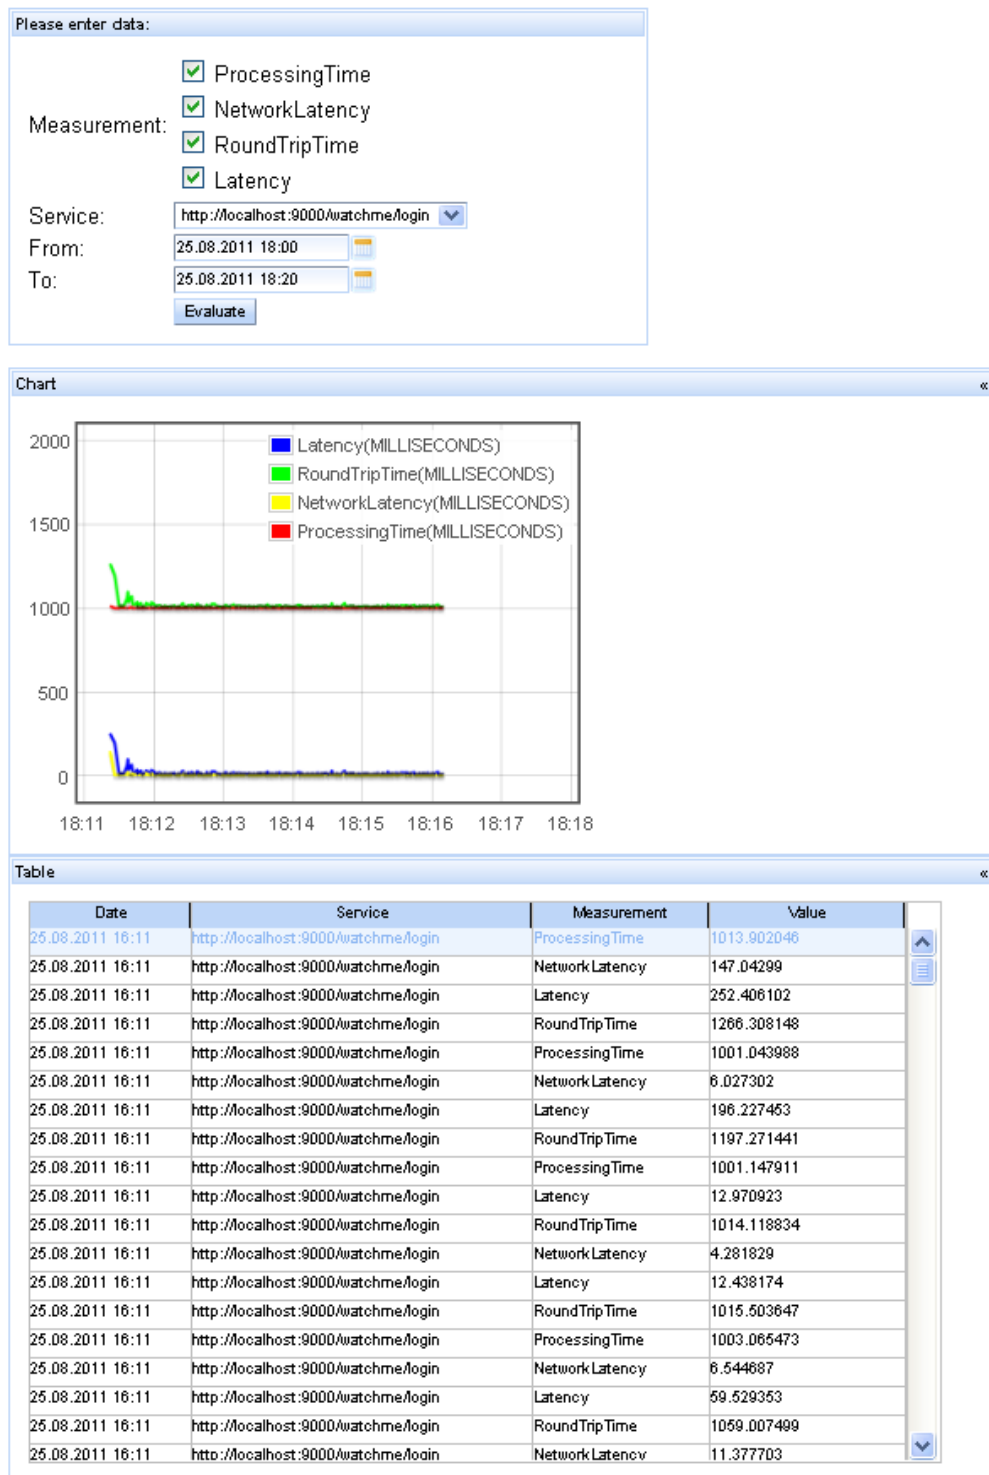 Please enter data:
Measurement:
ProcessingTime
NetworkLatency
RoundTripTime
Latency
Service: http://localhost:9000/watchme/login
From: 25.08.2011 18:00
To: 25.08.2011 18:20
Evaluate
Chart «
2000
1500
1000
500
0
Latency(MILLISECONDS)
RoundTripTime(MILLISECONDS)
NetworkLatency(MILLISECONDS)
ProcessingTime(MILLISECONDS)
18:11 18:12 18:13 18:14 18:15 18:16 18:17 18:18
Table «
Date Service Measurement Value
25.08.2011 16:11 http://localhost:9000/watchme/login ProcessingTime 1013.902046
25.08.2011 16:11 http://localhost:9000/watchme/login NetworkLatency 147.04299
25.08.2011 16:11 http://localhost:9000/watchme/login Latency 252.406102
25.08.2011 16:11 http://localhost:9000/watchme/login RoundTripTime 1266.308148
25.08.2011 16:11 http://localhost:9000/watchme/login ProcessingTime 1001.043988
25.08.2011 16:11 http://localhost:9000/watchme/login NetworkLatency 6.027302
25.08.2011 16:11 http://localhost:9000/watchme/login Latency 196.227453
25.08.2011 16:11 http://localhost:9000/watchme/login RoundTripTime 1197.271441
25.08.2011 16:11 http://localhost:9000/watchme/login ProcessingTime 1001.147911
25.08.2011 16:11 http://localhost:9000/watchme/login Latency 12.970923
25.08.2011 16:11 http://localhost:9000/watchme/login RoundTripTime 1014.118834
25.08.2011 16:11 http://localhost:9000/watchme/login NetworkLatency 4.281829
25.08.2011 16:11 http://localhost:9000/watchme/login Latency 12.438174
25.08.2011 16:11 http://localhost:9000/watchme/login RoundTripTime 1015.503647
25.08.2011 16:11 http://localhost:9000/watchme/login ProcessingTime 1003.065473
25.08.2011 16:11 http://localhost:9000/watchme/login NetworkLatency 6.544687
25.08.2011 16:11 http://localhost:9000/watchme/login Latency 59.529353
25.08.2011 16:11 http://localhost:9000/watchme/login RoundTripTime 1059.007499
25.08.2011 16:11 http://localhost:9000/watchme/login NetworkLatency 11.377703